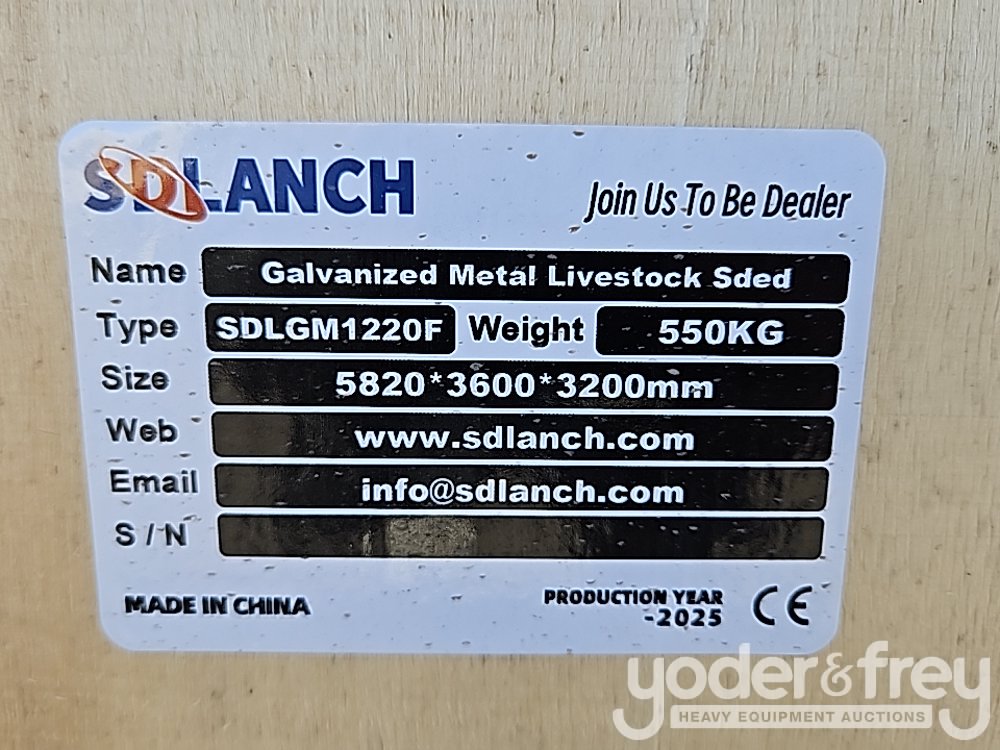 SDLANCH
Join Us To Be Dealer
Name Galvanized Metal Livestock Sded
Type SDLGM1220F Weight 550KG
Size 5820*3600*3200mm
Web www.sdlanch.com
Email info@sdlanch.com
S/N
MADE IN CHINA
PRODUCTION YEAR
-2025
CE
yoder&frey
HEAVY EQUIPMENT AUCTIONS